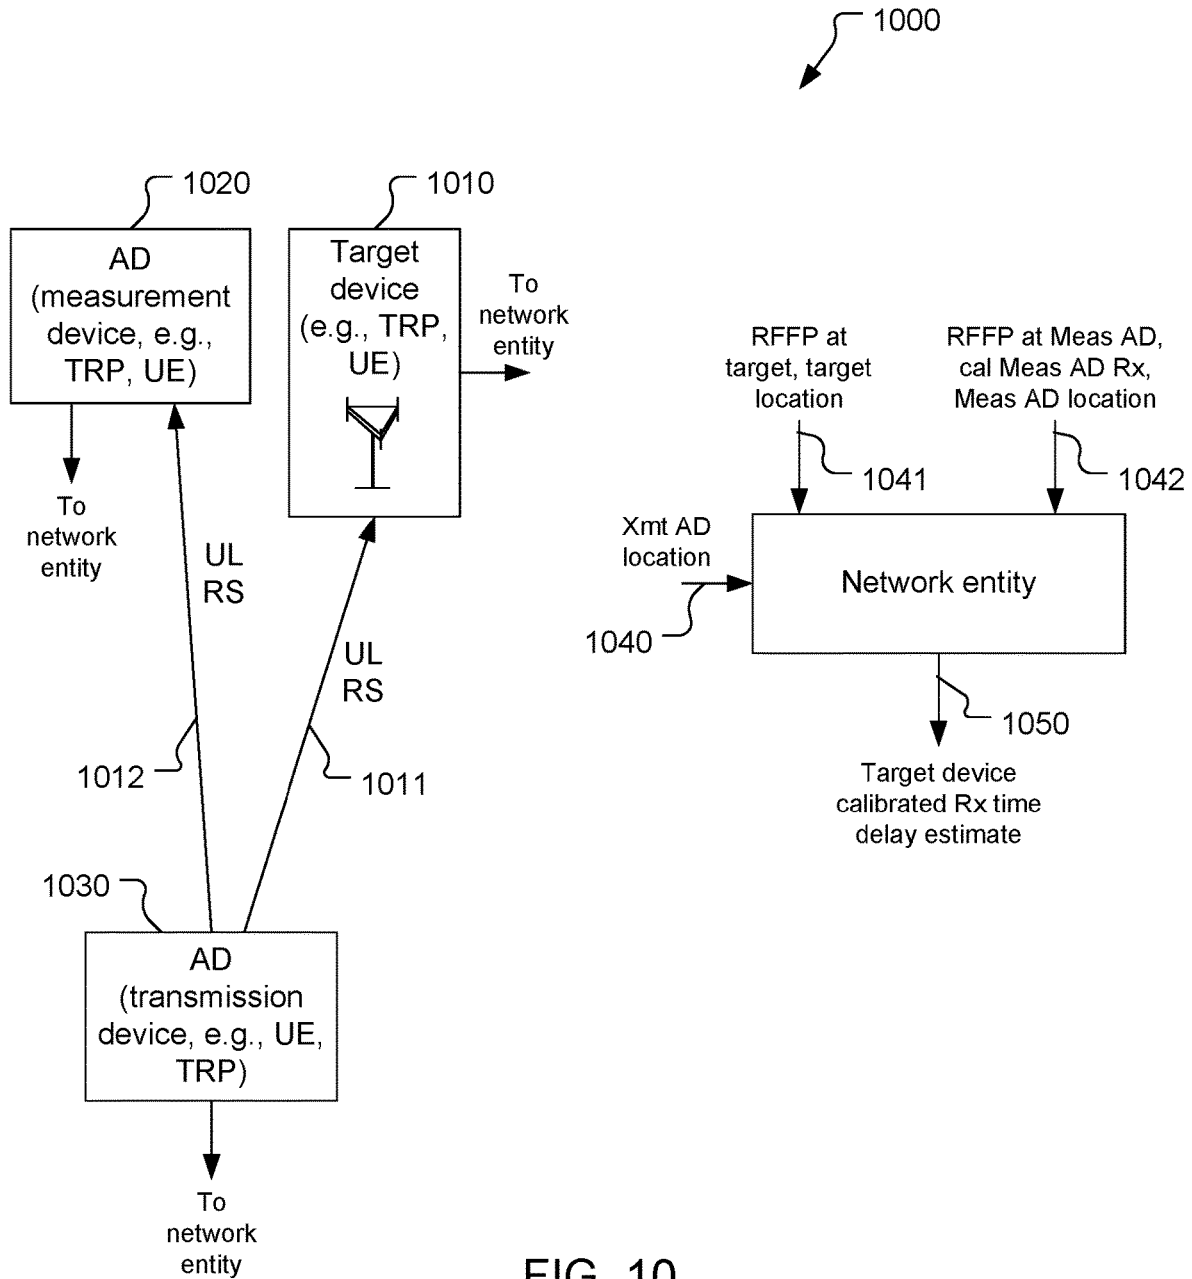 1000
1020
1010
AD
(measurement
device, e.g.,
TRP, UE)
Target
device
(e.g., TRP,
UE)
To
network
entity
To
network
entity
UL
RS
UL
RS
1012
1011
1030
AD
(transmission
device, e.g., UE,
TRP)
To
network
entity
RFFP at
target, target
location
RFFP at Meas AD,
cal Meas AD Rx,
Meas AD location
1041
1042
Xmt AD
location
1040
Network entity
1050
Target device
calibrated Rx time
delay estimate
FIG. 10